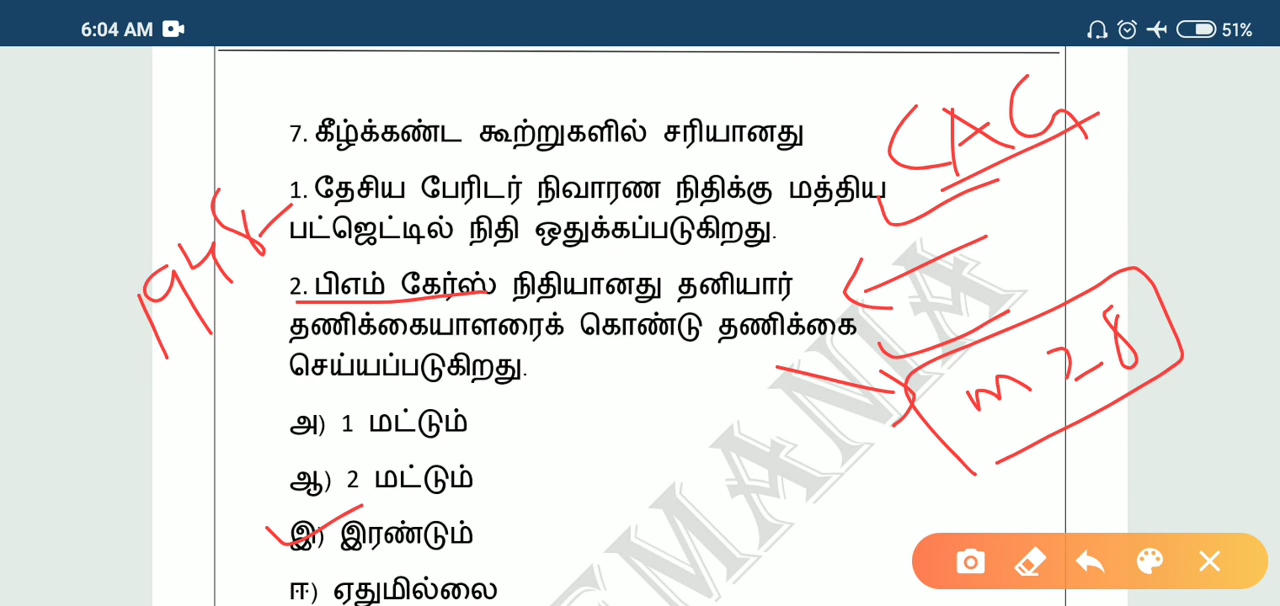 6:04 AM
51%
7. கீழ்க்கண்ட கூற்றுகளில் சரியானது
1. தேசிய பேரிடர் நிவாரண நிதிக்கு மத்திய
பட்ஜெட்டில் நிதி ஒதுக்கப்படுகிறது.
2. பிஎம் கேர்ஸ் நிதியானது தனியார்
தணிக்கையாளரைக் கொண்டு தணிக்கை
செய்யப்படுகிறது.
அ) 1 மட்டும்
ஆ) 2 மட்டும்
இ) இரண்டும்
ஈ) ஏதுமில்லை
CAG
1948